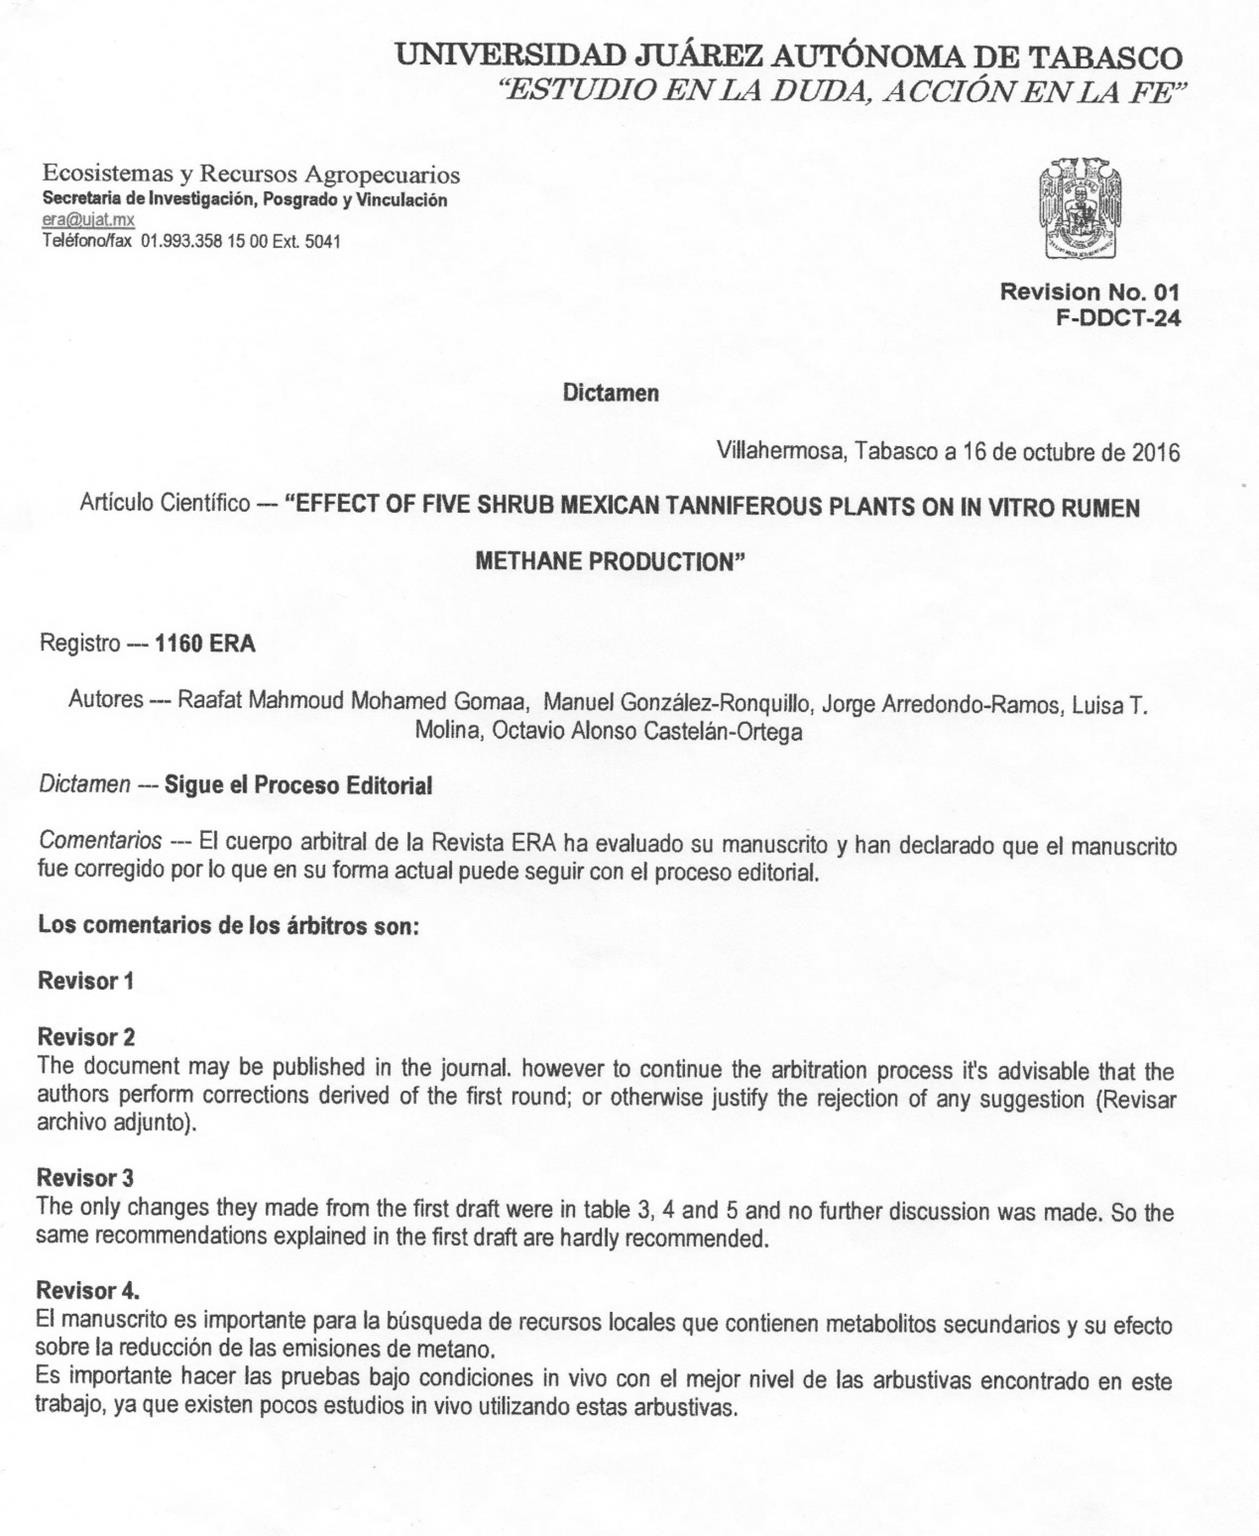 UNIVERSIDAD JUÁREZ AUTÓNOMA DE TABASCO
“ESTUDIO EN LA DUDA, ACCIÓN EN LA FE”
Ecosistemas y Recursos Agropecuarios
Secretaria de Investigación, Posgrado y Vinculación
era@ujat.mx
Teléfono/fax 01.993.358 15 00 Ext. 5041
Revision No. 01
F-DDCT-24
Dictamen
Villahermosa, Tabasco a 16 de octubre de 2016
Artículo Científico --- “EFFECT OF FIVE SHRUB MEXICAN TANNIFEROUS PLANTS ON IN VITRO RUMEN
METHANE PRODUCTION”
Registro --- 1160 ERA
Autores --- Raafat Mahmoud Mohamed Gomaa, Manuel González-Ronquillo, Jorge Arredondo-Ramos, Luisa T.
Molina, Octavio Alonso Castelán-Ortega
Dictamen --- Sigue el Proceso Editorial
Comentarios --- El cuerpo arbitral de la Revista ERA ha evaluado su manuscrito y han declarado que el manuscrito
fue corregido por lo que en su forma actual puede seguir con el proceso editorial.
Los comentarios de los árbitros son:
Revisor 1
Revisor 2
The document may be published in the journal. however to continue the arbitration process it's advisable that the
authors perform corrections derived of the first round; or otherwise justify the rejection of any suggestion (Revisar
archivo adjunto).
Revisor 3
The only changes they made from the first draft were in table 3, 4 and 5 and no further discussion was made. So the
same recommendations explained in the first draft are hardly recommended.
Revisor 4.
El manuscrito es importante para la búsqueda de recursos locales que contienen metabolitos secundarios y su efecto
sobre la reducción de las emisiones de metano.
Es importante hacer las pruebas bajo condiciones in vivo con el mejor nivel de las arbustivas encontrado en este
trabajo, ya que existen pocos estudios in vivo utilizando estas arbustivas.